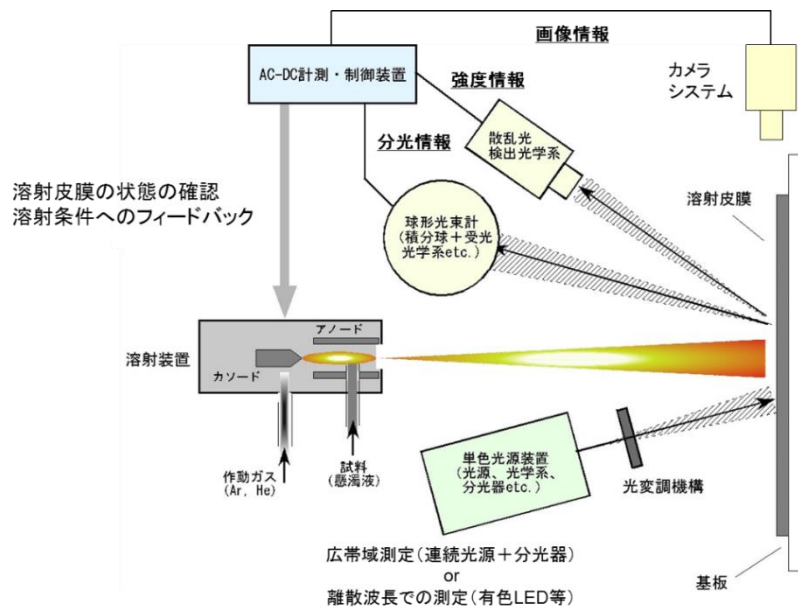 画像情報
AC-DC計測・制御装置
強度情報
カメラ
システム
分光情報
散乱光
検出光学系
溶射皮膜の状態の確認
溶射条件へのフィードバック
溶射皮膜
球形光束計
(積分球＋受光
光学系etc.)
アノード
溶射装置
カソード
単色光源装置
(光源、光学系、
分光器etc.)
作動ガス
(Ar, He)
試料
(懸濁液)
光変調機構
広帯域測定(連続光源＋分光器)
or
離散波長での測定(有色LED等)
基板